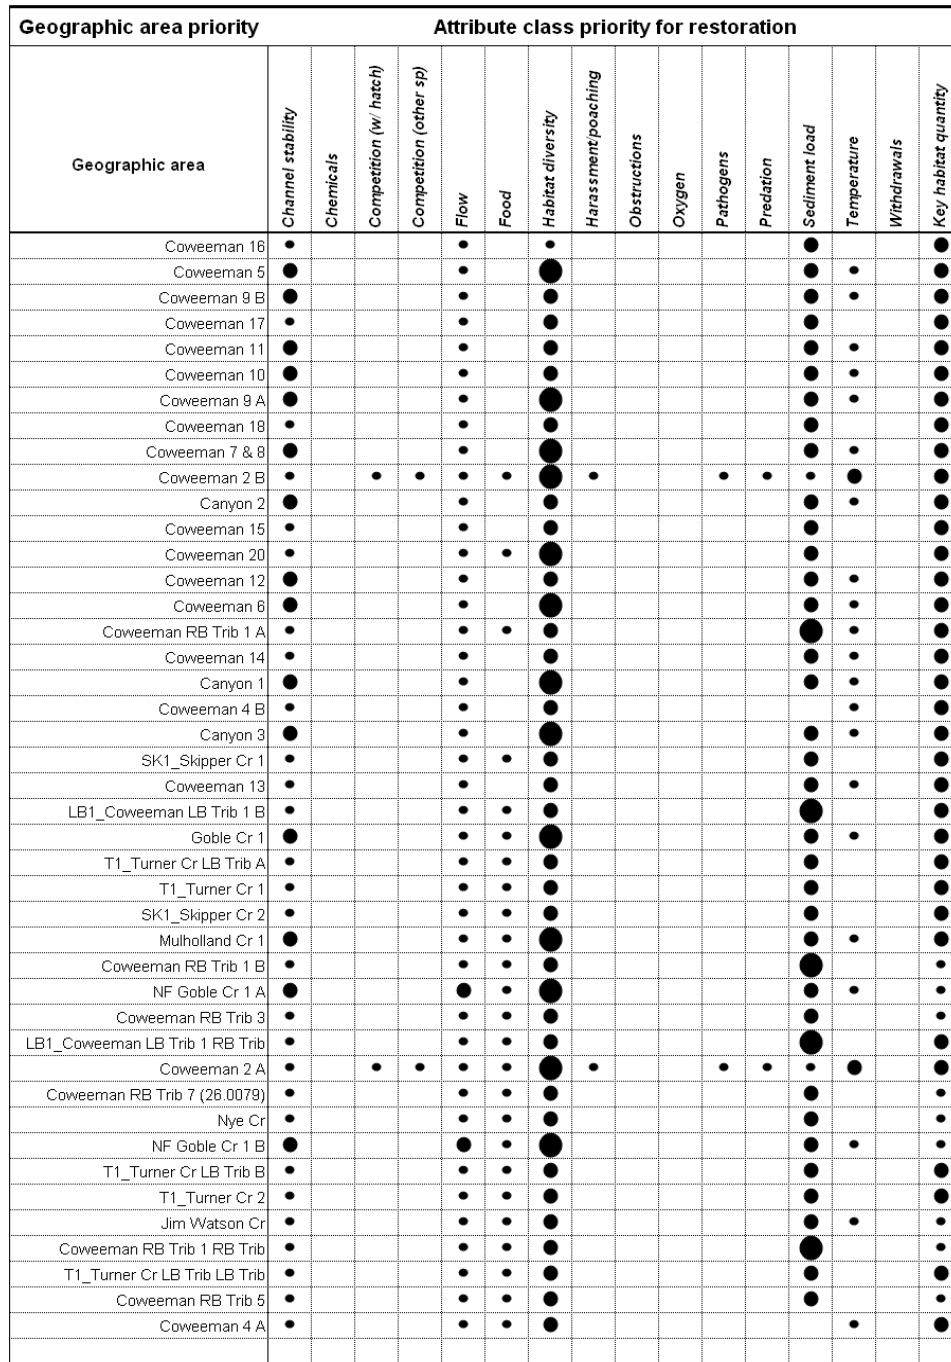 Geographic area priority Attribute class priority for restoration
Geographic area Channel stability Chemicals Competition (w/ hatch) Competition (other sp) Flow Food Habitat diversity Harassment/poaching Obstructions Oxygen Pathogens Predation Sediment load Temperature Withdrawals Key habitat quantity
Coweeman 16
Coweeman 5
Coweeman 9 B
Coweeman 17
Coweeman 11
Coweeman 10
Coweeman 9 A
Coweeman 18
Coweeman 7 & 8
Coweeman 2 B
Canyon 2
Coweeman 15
Coweeman 20
Coweeman 12
Coweeman 6
Coweeman RB Trib 1 A
Coweeman 14
Canyon 1
Coweeman 4 B
Canyon 3
SK1_Skipper Cr 1
Coweeman 13
LB1_Coweeman LB Trib 1 B
Goble Cr 1
T1_Turner Cr LB Trib A
T1_Turner Cr 1
SK1_Skipper Cr 2
Mulholland Cr 1
Coweeman RB Trib 1 B
NF Goble Cr 1 A
Coweeman RB Trib 3
LB1_Coweeman LB Trib 1 RB Trib
Coweeman 2 A
Coweeman RB Trib 7 (26.0079)
Nye Cr
NF Goble Cr 1 B
T1_Turner Cr LB Trib B
T1_Turner Cr 2
Jim Watson Cr
Coweeman RB Trib 1 RB Trib
T1_Turner Cr LB Trib LB Trib
Coweeman RB Trib 5
Coweeman 4 A